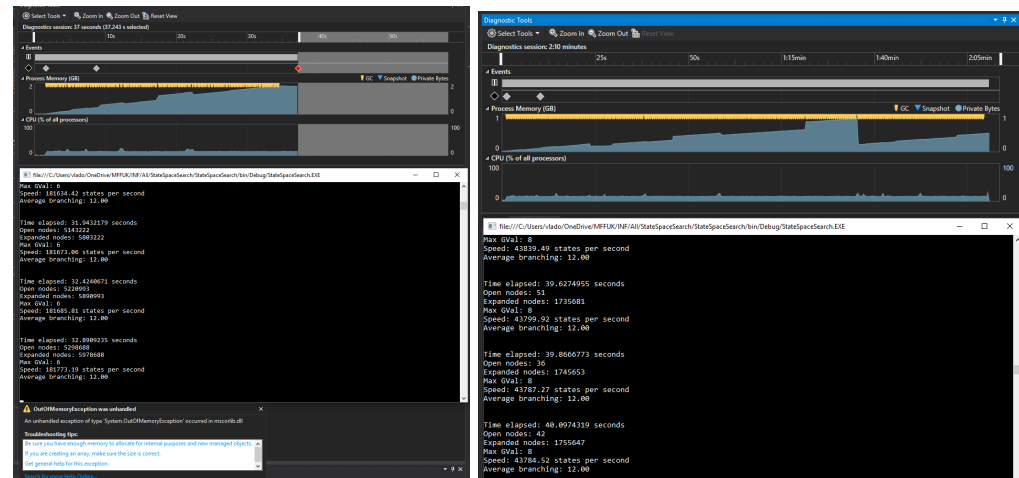 Select Tools Zoom In Zoom Out Reset View
Diagnostics session: 37 seconds (37.243 s selected)
10s 20s 30s 40s 50s
Events
Process Memory (GB) GC Snapshot Private Bytes
2 2
0 0
CPU (% of all processors)
100 100
0 0
file:///C:/Users/vlado/OneDrive/MFFUK/INF/AII/StateSpaceSearch/StateSpaceSearch/bin/Debug/StateSpaceSearch.EXE
Max GVal: 6
Speed: 181634.42 states per second
Average branching: 12.00
Time elapsed: 31.9432179 seconds
Open nodes: 5143222
Expanded nodes: 5803222
Max GVal: 6
Speed: 181673.06 states per second
Average branching: 12.00
Time elapsed: 32.4240671 seconds
Open nodes: 5220993
Expanded nodes: 5890993
Max GVal: 6
Speed: 181685.81 states per second
Average branching: 12.00
Time elapsed: 32.8909235 seconds
Open nodes: 5298688
Expanded nodes: 5978688
Max GVal: 6
Speed: 181773.19 states per second
Average branching: 12.00
OutOfMemoryException was unhandled
An unhandled exception of type 'System.OutOfMemoryException' occurred in mscorlib.dll
Troubleshooting tips:
Be sure you have enough memory to allocate for internal purposes and new managed objects.
If you are creating an array, make sure the size is correct.
Get general help for this exception.
Search for more Help Online...
Diagnostic Tools
Select Tools Zoom In Zoom Out Reset View
Diagnostics session: 2:10 minutes
25s 50s 1:15min 1:40min 2:05min
Events
Process Memory (GB) GC Snapshot Private Bytes
1 1
0 0
CPU (% of all processors)
100 100
0 0
file:///C:/Users/vlado/OneDrive/MFFUK/INF/AII/StateSpaceSearch/StateSpaceSearch/bin/Debug/StateSpaceSearch.EXE
Max GVal: 8
Speed: 43839.49 states per second
Average branching: 12.00
Time elapsed: 39.6274955 seconds
Open nodes: 51
Expanded nodes: 1735681
Max GVal: 8
Speed: 43799.92 states per second
Average branching: 12.00
Time elapsed: 39.8666773 seconds
Open nodes: 36
Expanded nodes: 1745653
Max GVal: 8
Speed: 43787.27 states per second
Average branching: 12.00
Time elapsed: 40.0974319 seconds
Open nodes: 42
Expanded nodes: 1755647
Max GVal: 8
Speed: 43784.52 states per second
Average branching: 12.00